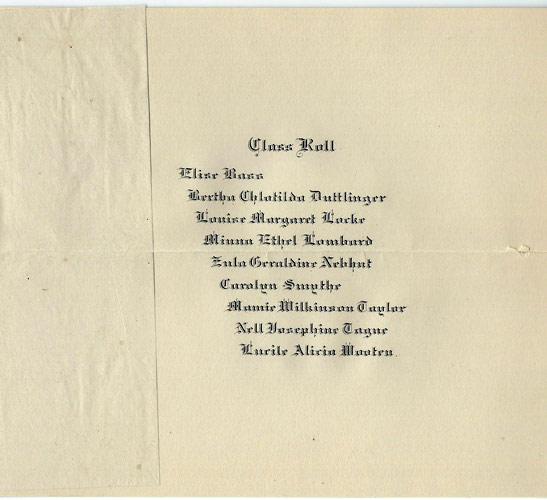 Class Roll
Elise Bass
Bertha Chlotilda Duttlinger
Louise Margaret Locke
Minna Ethel Lombard
Zula Geraldine Nebhut
Carolyn Smythe
Mamie Wilkinson Taylor
Nell Josephine Tague
Lucile Alicia Wooten.